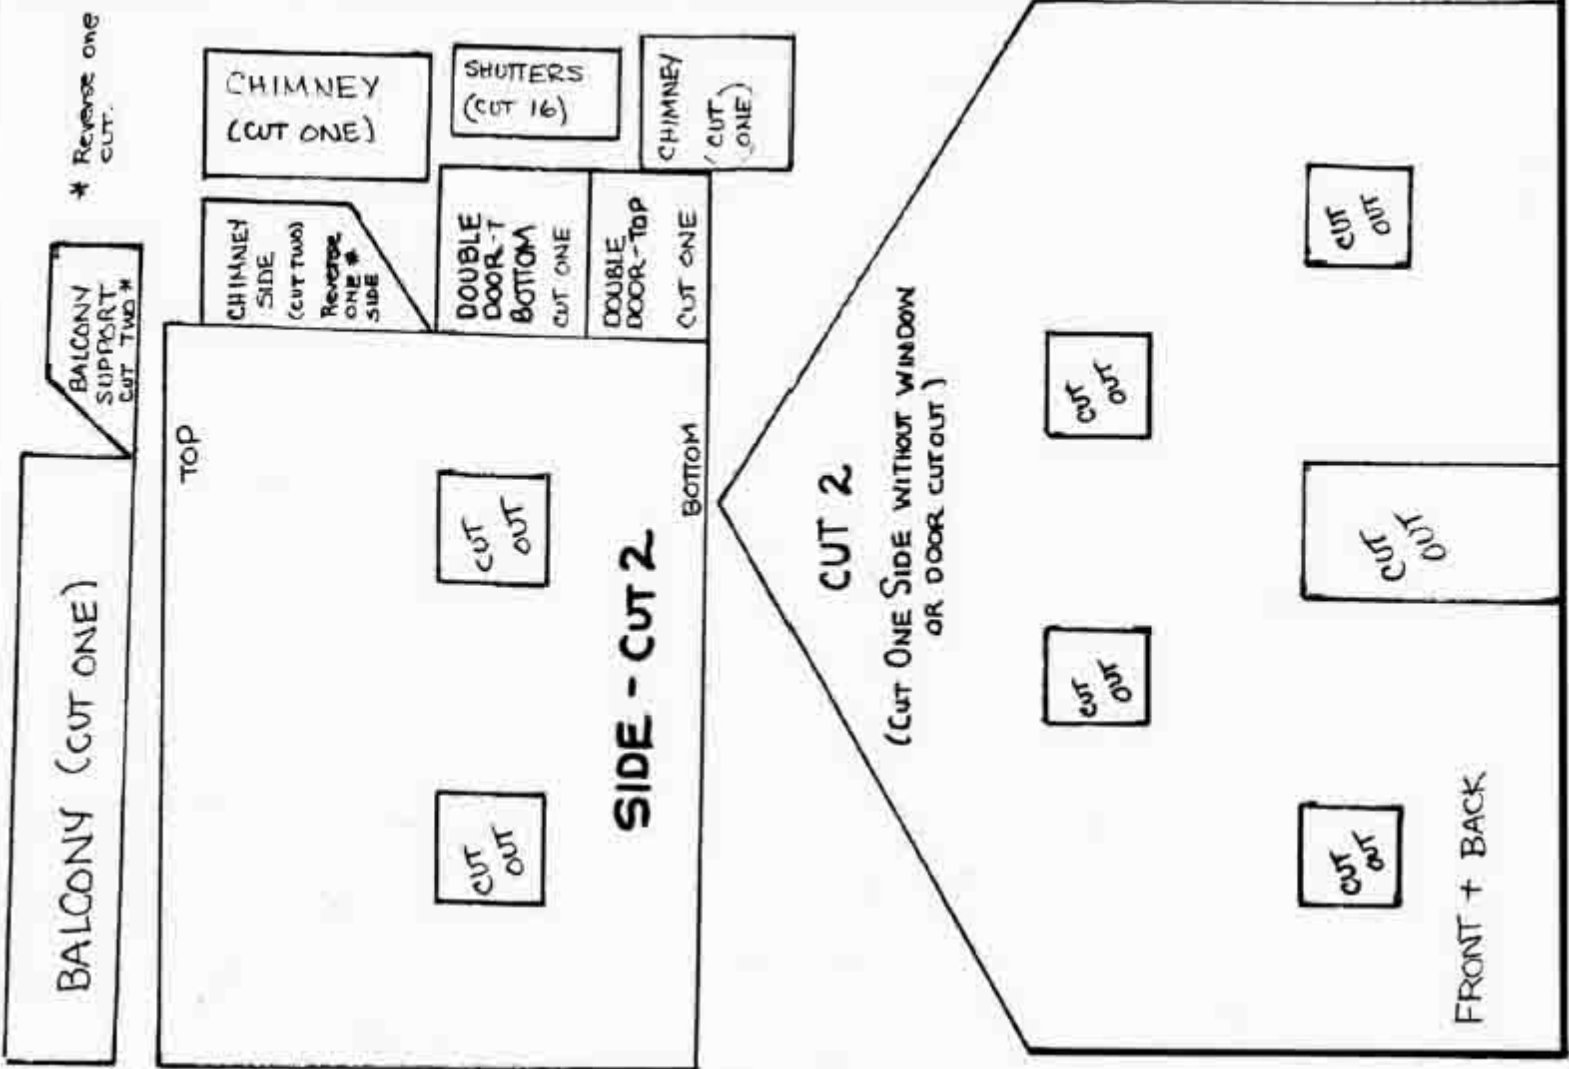 * Reverse one
CUT.
BALCONY
SUPPORT
CUT TWO *
BALCONY (CUT ONE)
CHIMNEY
(CUT ONE)
SHUTTERS
(CUT 16)
CHIMNEY
(CUT
ONE)
CHIMNEY
SIDE
(CUT TWO)
Reverse
ONE *
SIDE
DOUBLE
DOOR-T
BOTTOM
CUT ONE
DOUBLE
DOOR-TOP
CUT ONE
TOP
CUT
OUT
CUT
OUT
SIDE - CUT 2
BOTTOM
CUT 2
(CUT ONE SIDE WITHOUT WINDOW
OR DOOR CUTOUT)
CUT
OUT
CUT
OUT
CUT
OUT
CUT
OUT
CUT
OUT
FRONT + BACK